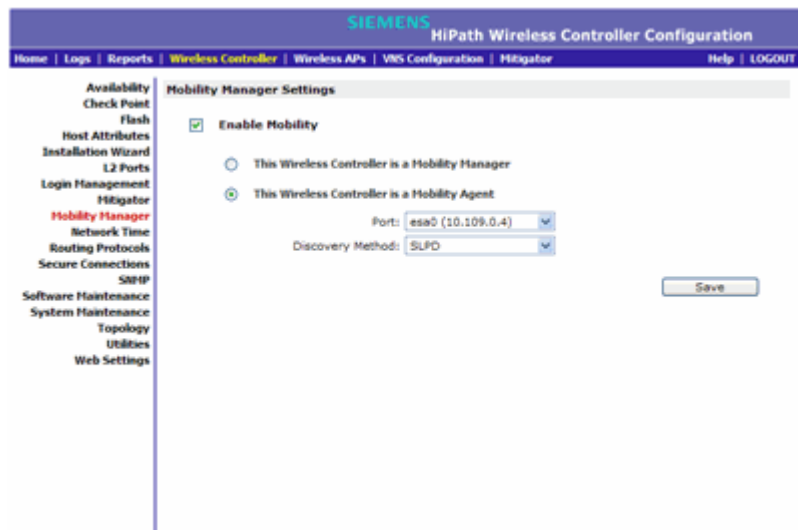 SIEMENS
HiPath Wireless Controller Configuration
Home | Logs | Reports | Wireless Controller | Wireless APs | VNS Configuration | Mitigator Help | LOGOUT
Availability
Check Point
Flash
Host Attributes
Installation Wizard
L2 Ports
Login Management
Mitigator
Mobility Manager
Network Time
Routing Protocols
Secure Connections
SNMP
Software Maintenance
System Maintenance
Topology
Utilities
Web Settings
Mobility Manager Settings
Enable Mobility
This Wireless Controller is a Mobility Manager
This Wireless Controller is a Mobility Agent
Port: esa0 (10.109.0.4)
Discovery Method: SLPD
Save